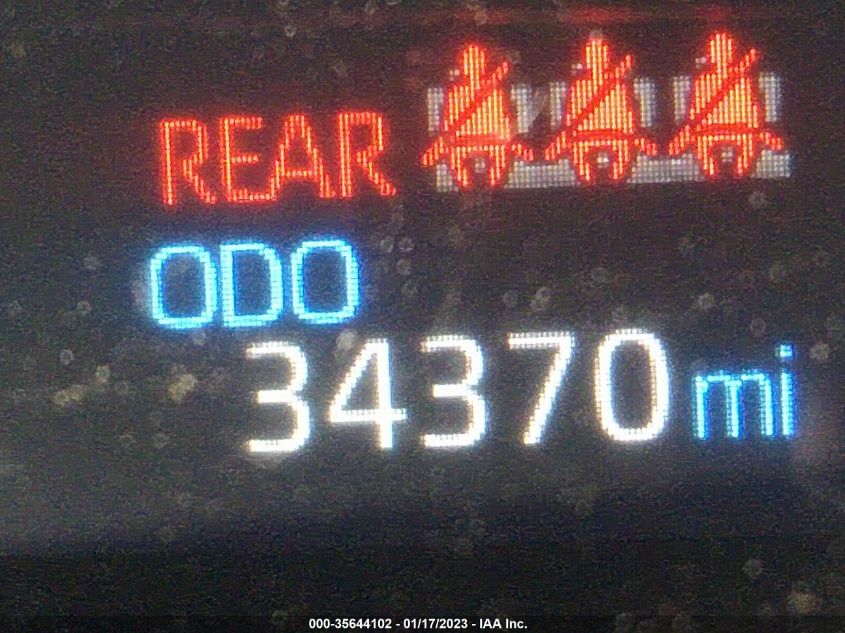 REAR
ODO
34370 mi
000-35644102 - 01/17/2023 - IAA Inc.